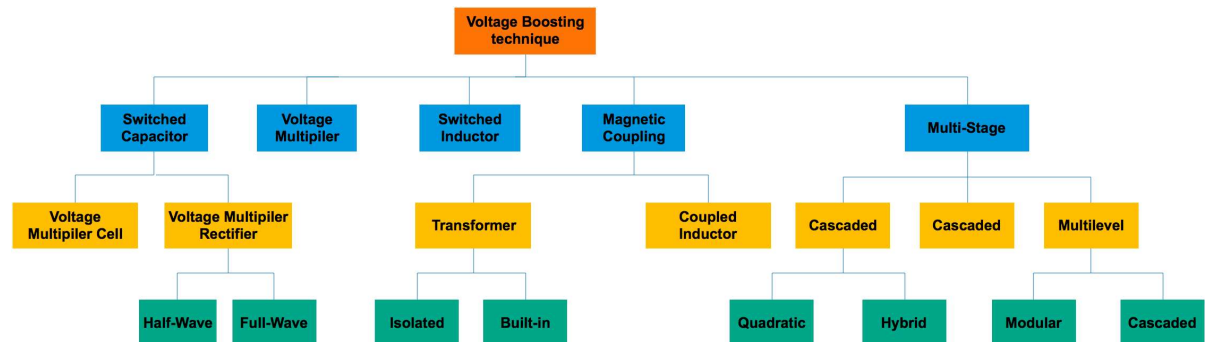 Voltage Boosting
technique
Switched
Capacitor
Voltage
Multipiler
Switched
Inductor
Magnetic
Coupling
Multi-Stage
Voltage
Multipiler Cell
Voltage Multipiler
Rectifier
Transformer
Coupled
Inductor
Cascaded
Cascaded
Multilevel
Half-Wave
Full-Wave
Isolated
Built-in
Quadratic
Hybrid
Modular
Cascaded